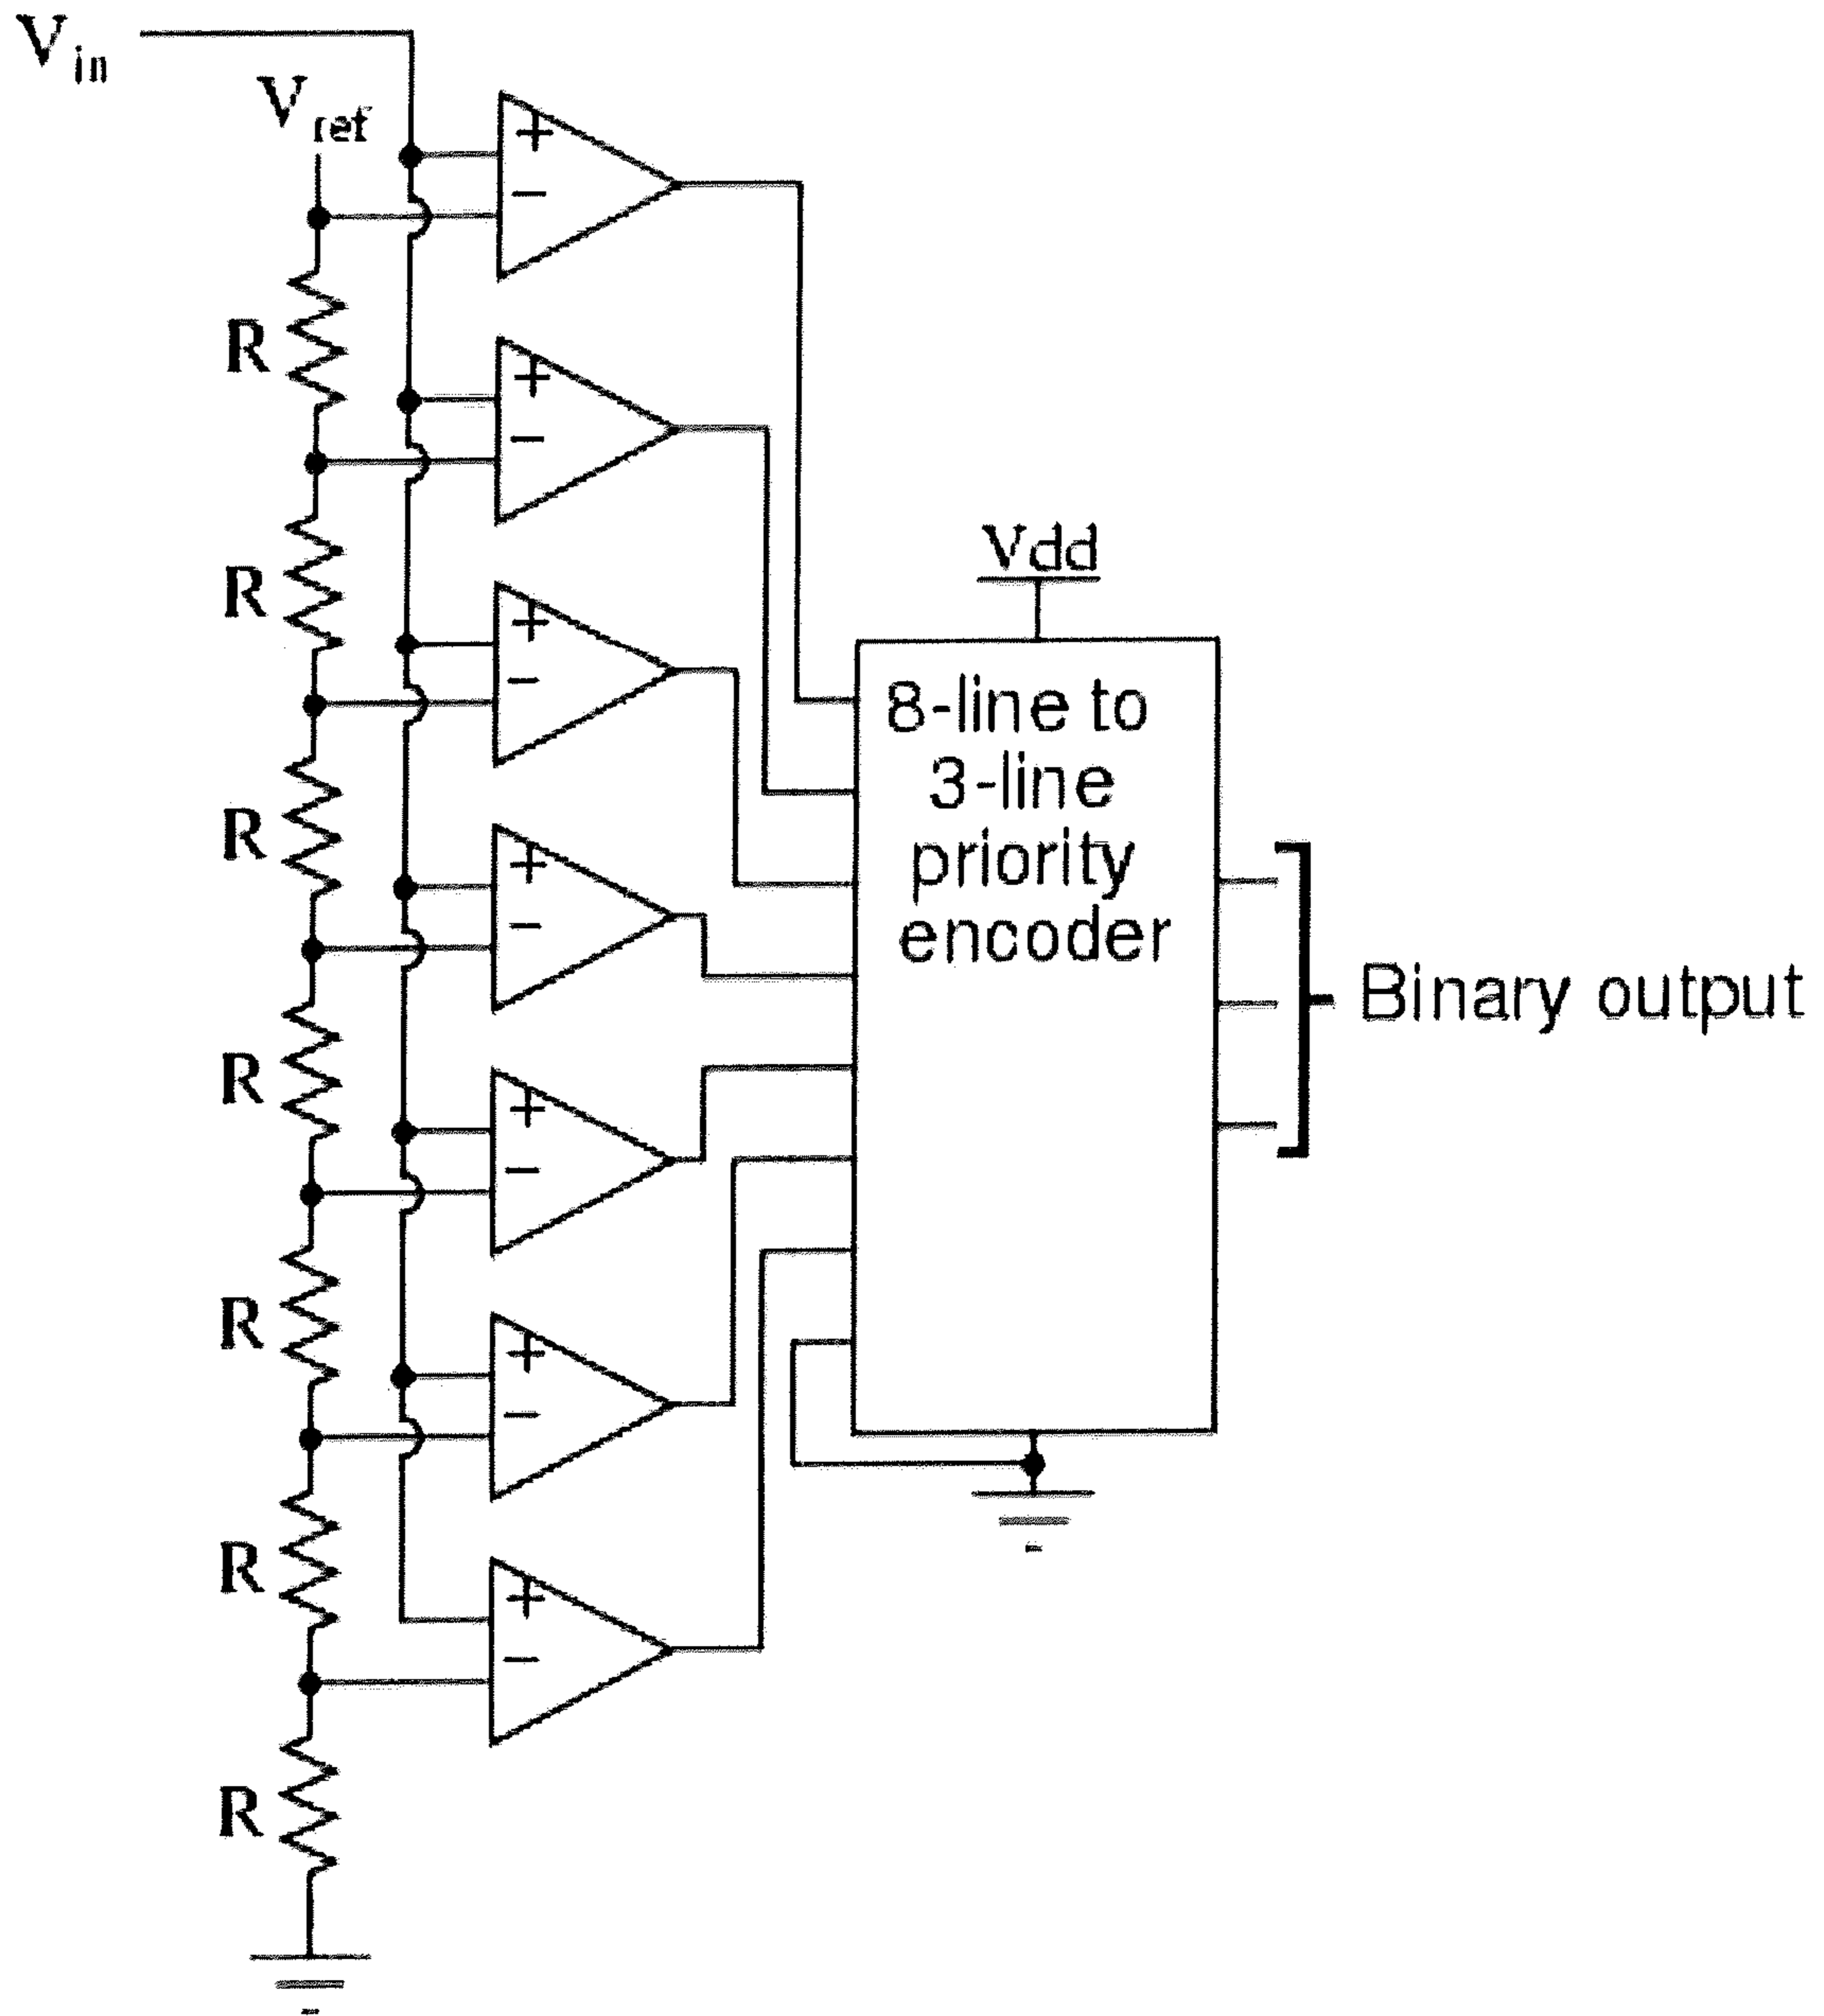 Vin
Vref
+
−
R
+
−
R
+
−
R
+
−
R
+
−
R
+
−
R
+
−
R
Vdd
8-line to
3-line
priority
encoder
Binary output